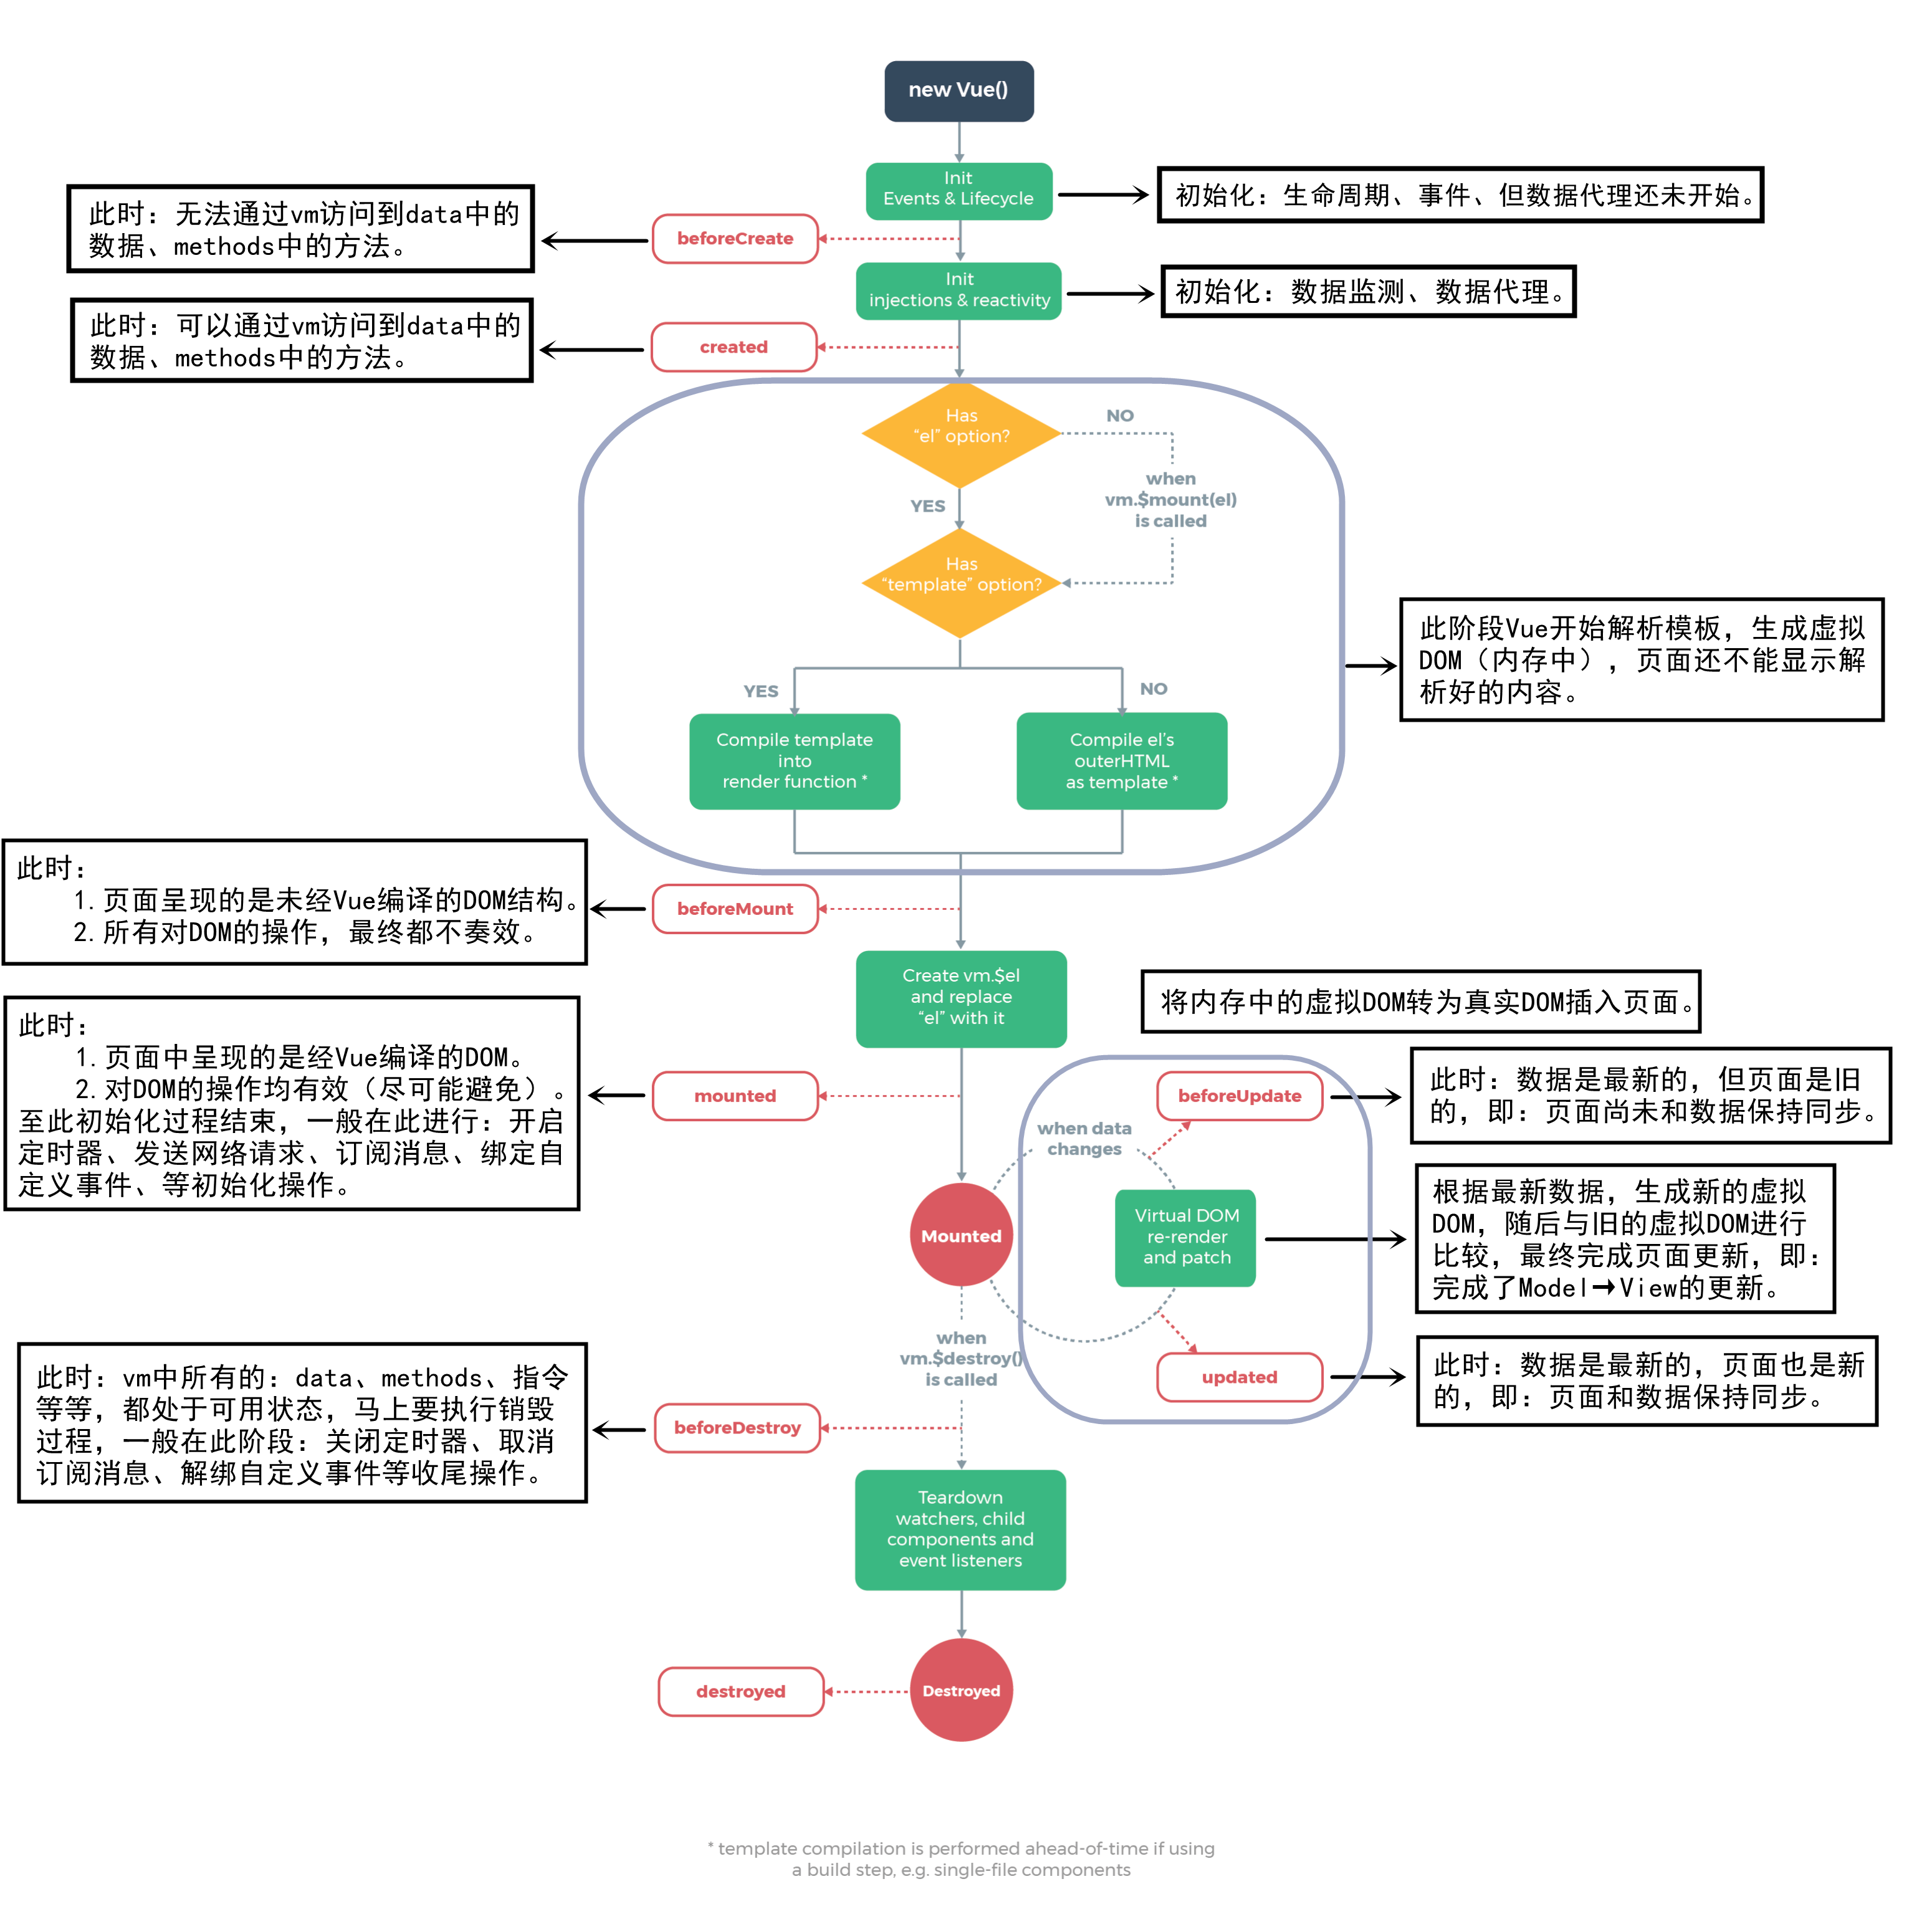 new Vue()
Init
Events & Lifecycle
初始化：生命周期、事件、但数据代理还未开始。
此时：无法通过vm访问到data中的
数据、methods中的方法。
beforeCreate
Init
injections & reactivity
初始化：数据监测、数据代理。
此时：可以通过vm访问到data中的
数据、methods中的方法。
created
Has
“el” option?
NO
when
vm.$mount(el)
is called
YES
Has
“template” option?
此阶段Vue开始解析模板，生成虚拟
DOM（内存中），页面还不能显示解
析好的内容。
YES
NO
Compile template
into
render function *
Compile el’s
outerHTML
as template *
此时：
1.页面呈现的是未经Vue编译的DOM结构。
2.所有对DOM的操作，最终都不奏效。
beforeMount
Create vm.$el
and replace
“el” with it
将内存中的虚拟DOM转为真实DOM插入页面。
此时：
1.页面中呈现的是经Vue编译的DOM。
2.对DOM的操作均有效（尽可能避免）。
至此初始化过程结束，一般在此进行：开启
定时器、发送网络请求、订阅消息、绑定自
定义事件、等初始化操作。
mounted
beforeUpdate
此时：数据是最新的，但页面是旧
的，即：页面尚未和数据保持同步。
when data
changes
Mounted
Virtual DOM
re-render
and patch
根据最新数据，生成新的虚拟
DOM，随后与旧的虚拟DOM进行
比较，最终完成页面更新，即：
完成了Model→View的更新。
when
vm.$destroy()
is called
updated
此时：数据是最新的，页面也是新
的，即：页面和数据保持同步。
此时：vm中所有的：data、methods、指令
等等，都处于可用状态，马上要执行销毁
过程，一般在此阶段：关闭定时器、取消
订阅消息、解绑自定义事件等收尾操作。
beforeDestroy
Teardown
watchers, child
components and
event listeners
destroyed
Destroyed
* template compilation is performed ahead-of-time if using
a build step, e.g. single-file components